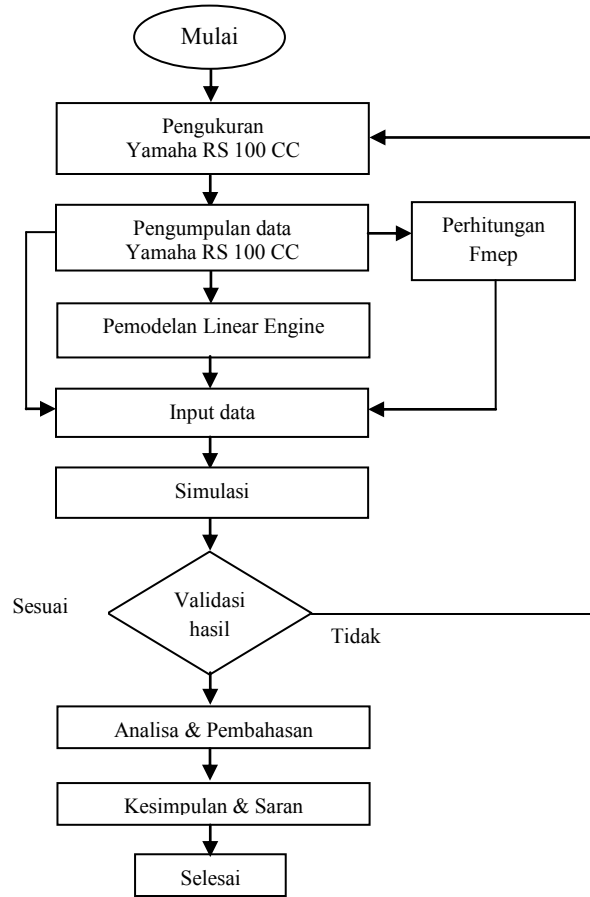 Mulai
Pengukuran
Yamaha RS 100 CC
Pengumpulan data
Yamaha RS 100 CC
Perhitungan
Fmep
Pemodelan Linear Engine
Input data
Simulasi
Sesuai
Validasi
hasil
Tidak
Analisa & Pembahasan
Kesimpulan & Saran
Selesai